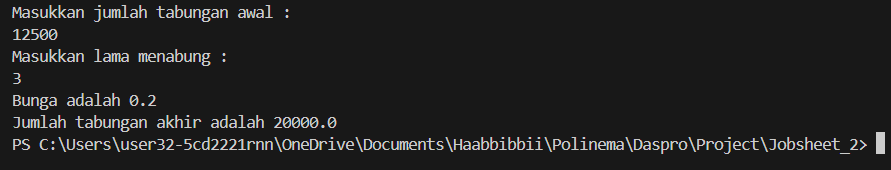 Masukkan jumlah tabungan awal :
12500
Masukkan lama menabung :
3
Bunga adalah 0.2
Jumlah tabungan akhir adalah 20000.0
PS C:\Users\user32-5cd2221rnn\OneDrive\Documents\Haabbibbii\Polinema\Daspro\Project\Jobsheet_2>